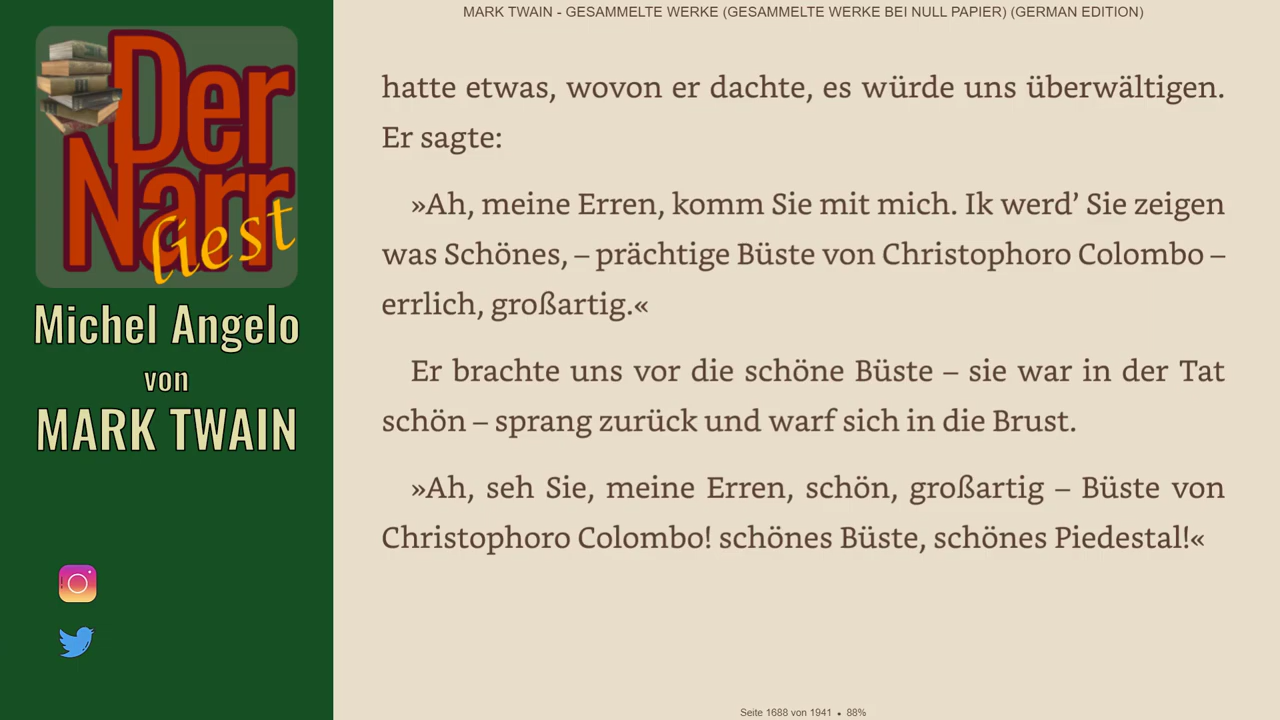 Der
Narr
liest
Michel Angelo
von
MARK TWAIN
MARK TWAIN - GESAMMELTE WERKE (GESAMMELTE WERKE BEI NULL PAPIER) (GERMAN EDITION)
hatte etwas, wovon er dachte, es würde uns überwältigen.
Er sagte:
»Ah, meine Erren, komm Sie mit mich. Ik werd’ Sie zeigen
was Schönes, – prächtige Büste von Christophoro Colombo –
errlich, großartig.«
Er brachte uns vor die schöne Büste – sie war in der Tat
schön – sprang zurück und warf sich in die Brust.
»Ah, seh Sie, meine Erren, schön, großartig – Büste von
Christophoro Colombo! schönes Büste, schönes Piedestal!«
Seite 1688 von 1941 • 88%